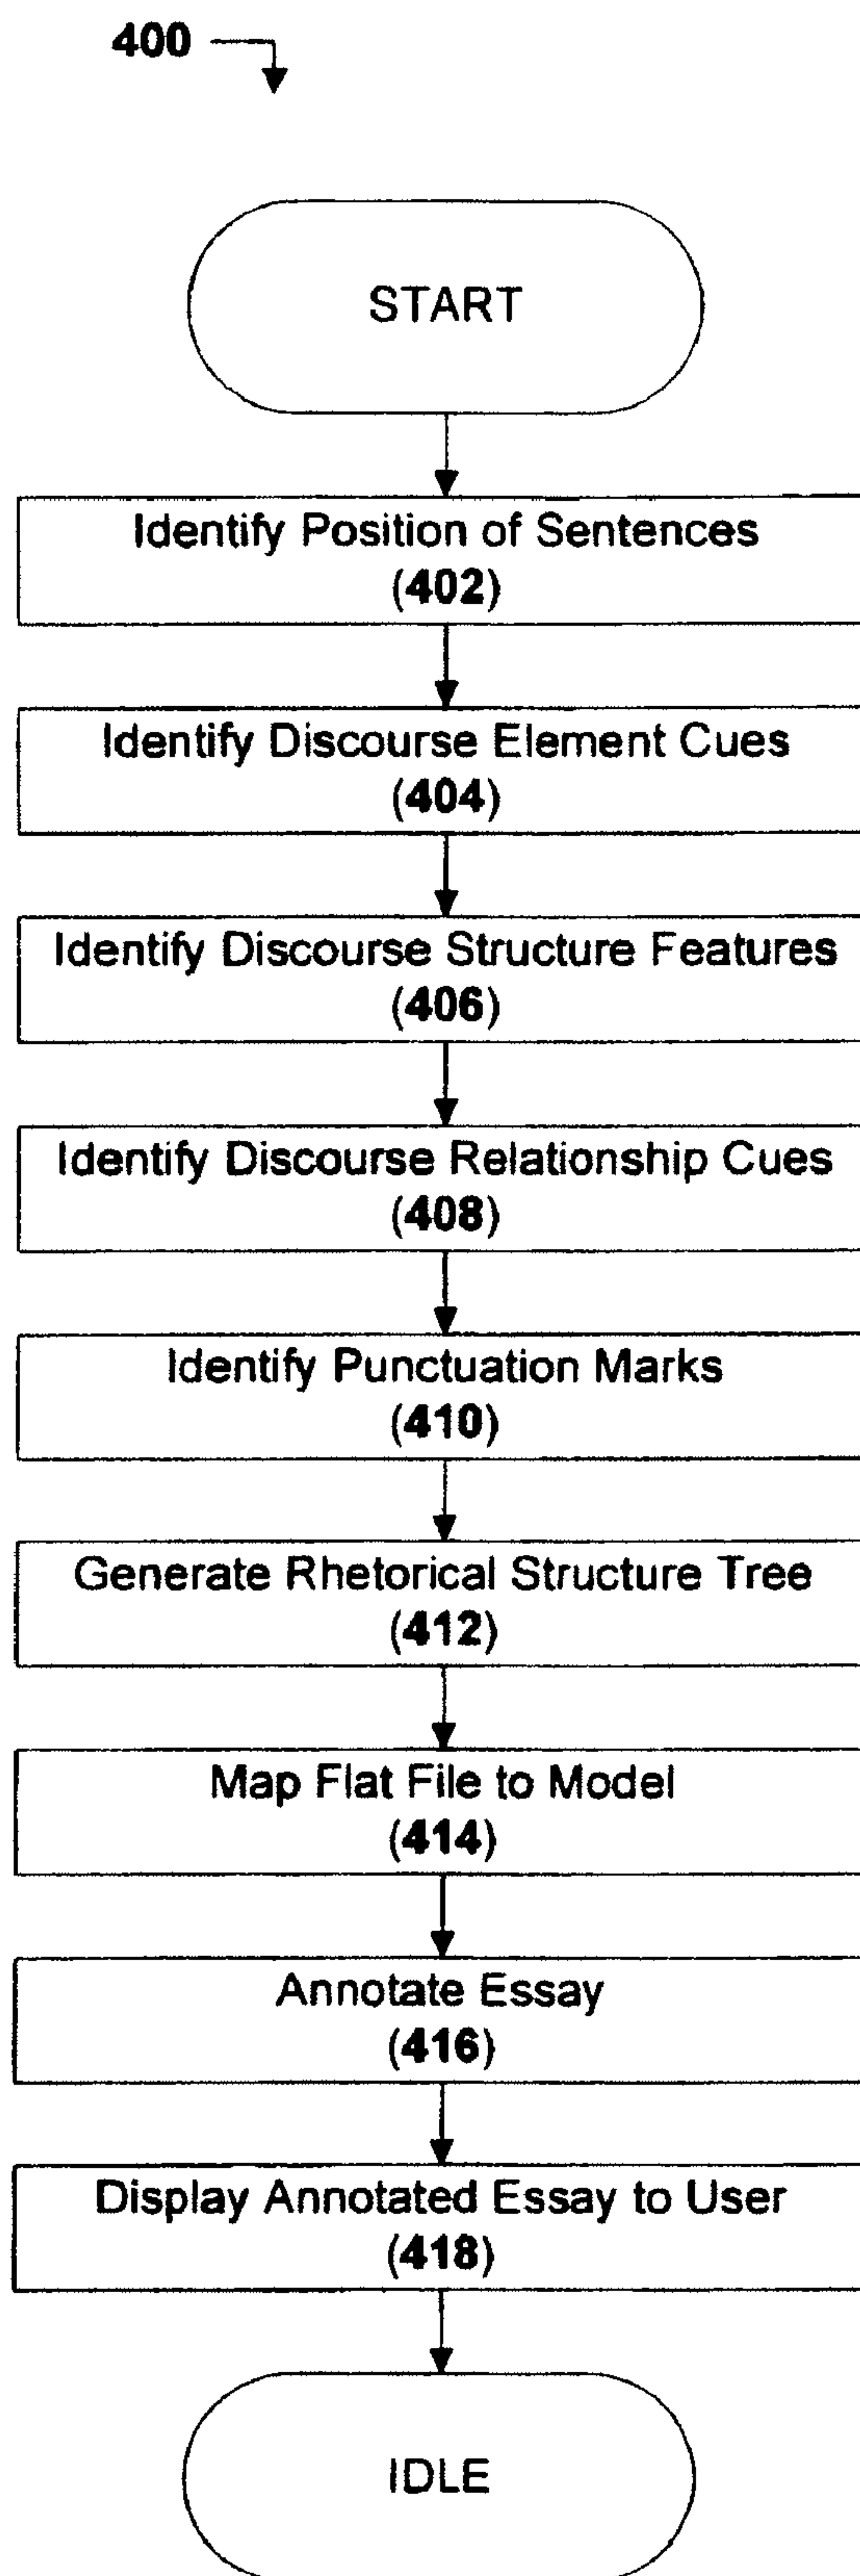 400
START
Identify Position of Sentences
(402)
Identify Discourse Element Cues
(404)
Identify Discourse Structure Features
(406)
Identify Discourse Relationship Cues
(408)
Identify Punctuation Marks
(410)
Generate Rhetorical Structure Tree
(412)
Map Flat File to Model
(414)
Annotate Essay
(416)
Display Annotated Essay to User
(418)
IDLE